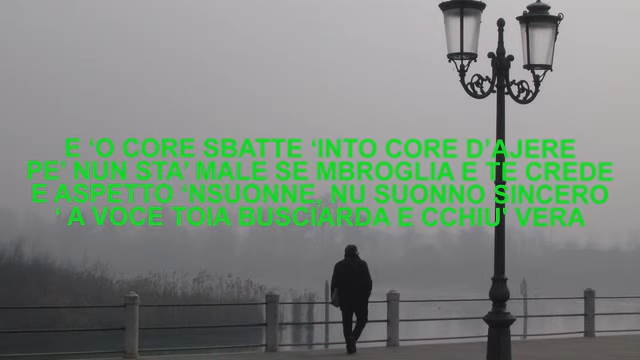 E ‘O CORE SBATTE ‘INTO CORE D’AJERE
PE’ NUN STA’ MALE SE MBROGLIA E TE CREDE
E ASPETTO ‘NSUONNE, NU SUONNO SINCERO
’ A VOCE TOIA BUSCIARDA E CCHIU' VERA